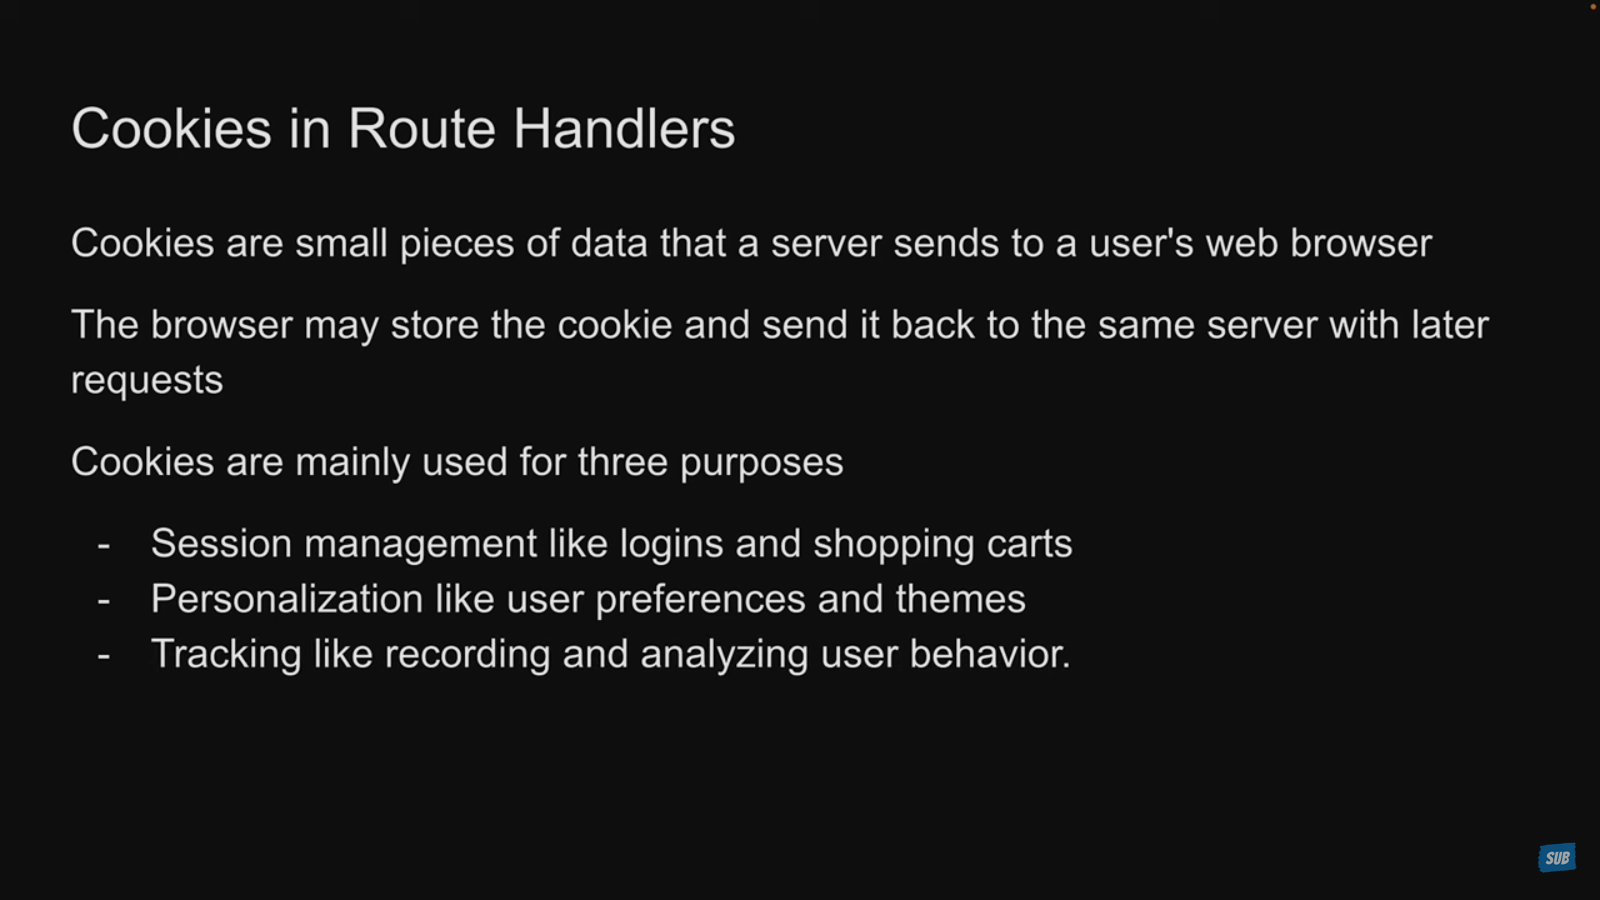 Cookies in Route Handlers
Cookies are small pieces of data that a server sends to a user's web browser
The browser may store the cookie and send it back to the same server with later
requests
Cookies are mainly used for three purposes
- Session management like logins and shopping carts
- Personalization like user preferences and themes
- Tracking like recording and analyzing user behavior.
SUB